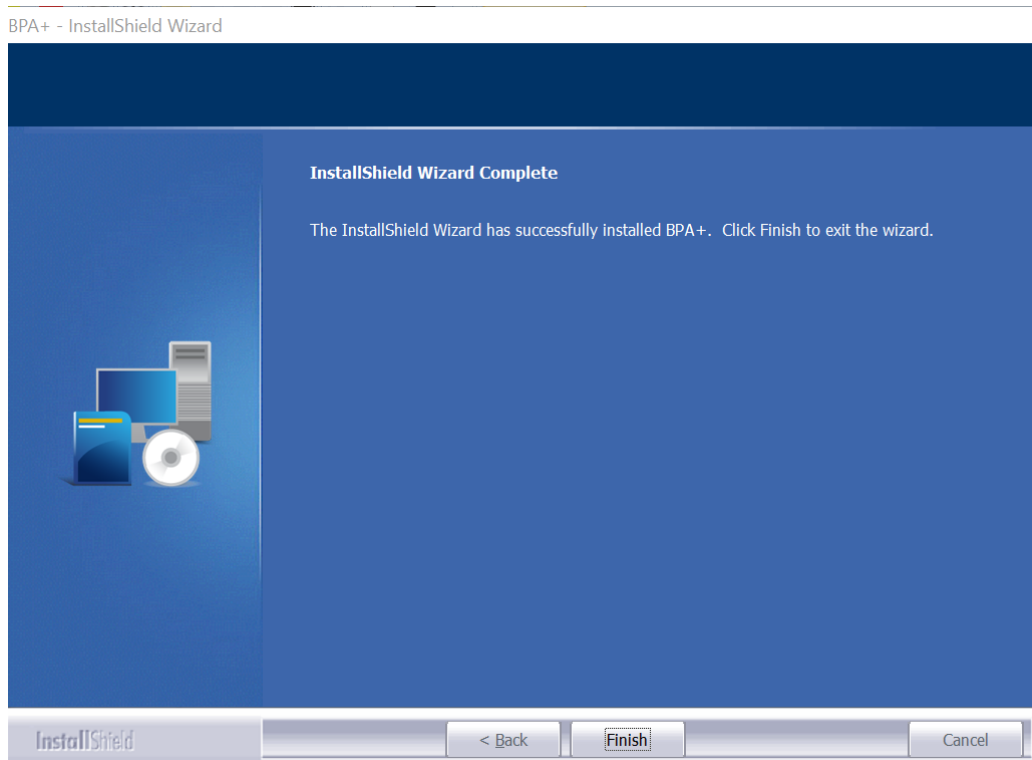 BPA+ - InstallShield Wizard
InstallShield Wizard Complete
The InstallShield Wizard has successfully installed BPA+.  Click Finish to exit the wizard.
InstallShield
< Back
Finish
Cancel